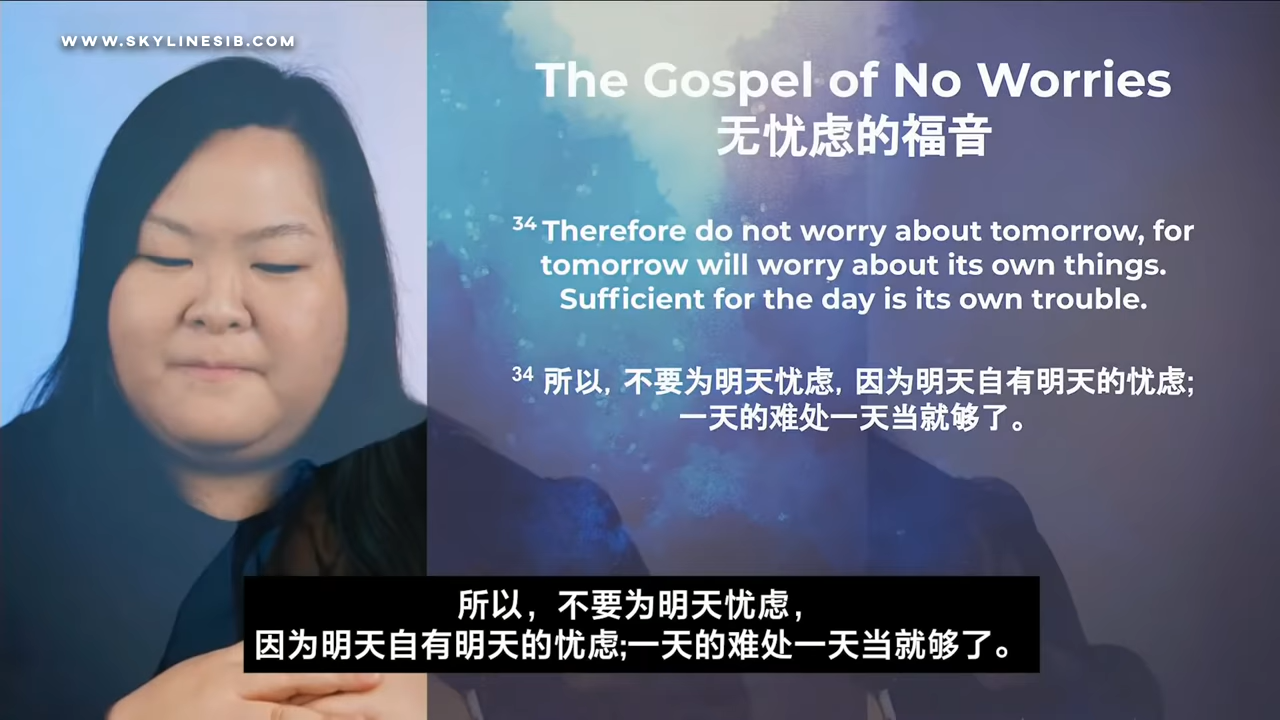 WWW.SKYLINESIB.COM
The Gospel of No Worries
无忧虑的福音
34 Therefore do not worry about tomorrow, for
tomorrow will worry about its own things.
Sufficient for the day is its own trouble.
34 所以, 不要为明天忧虑, 因为明天自有明天的忧虑;
一天的难处一天当就够了。
所以，不要为明天忧虑，
因为明天自有明天的忧虑;一天的难处一天当就够了。